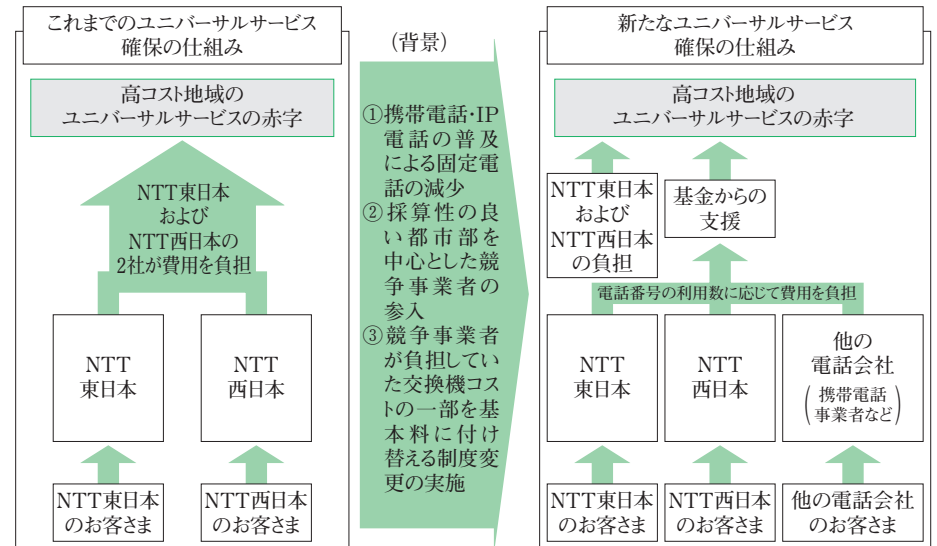 これまでのユニバーサルサービス
確保の仕組み
高コスト地域の
ユニバーサルサービスの赤字
NTT東日本
および
NTT西日本の
2社が費用を負担
NTT
東日本
NTT
西日本
NTT東日本
のお客さま
NTT西日本
のお客さま
(背景)
①携帯電話・IP
電話の普及
による固定電
話の減少
②採算性の良
い都市部を
中心とした競
争事業者の
参入
③競争事業者
が負担してい
た交換機コス
トの一部を基
本料に付け
替える制度変
更の実施
新たなユニバーサルサービス
確保の仕組み
高コスト地域の
ユニバーサルサービスの赤字
NTT東日本
および
NTT西日本
の負担
基金からの
支援
電話番号の利用数に応じて費用を負担
NTT
東日本
NTT
西日本
他の
電話会社
(携帯電話
事業者など)
NTT東日本
のお客さま
NTT西日本
のお客さま
他の電話会社
のお客さま